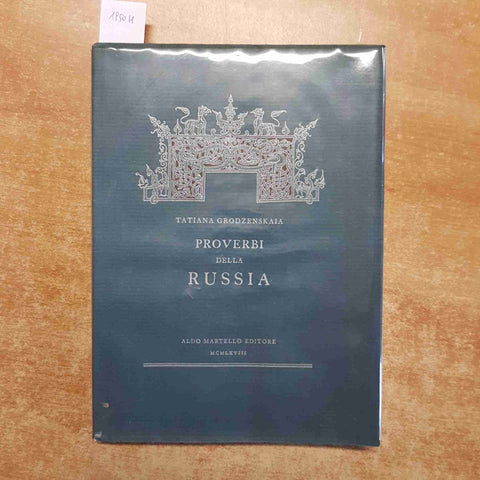 1950 H
TATIANA GRODZENSKAIA
PROVERBI
DELLA
RUSSIA
ALDO MARTELLO EDITORE
MCMLXVIII